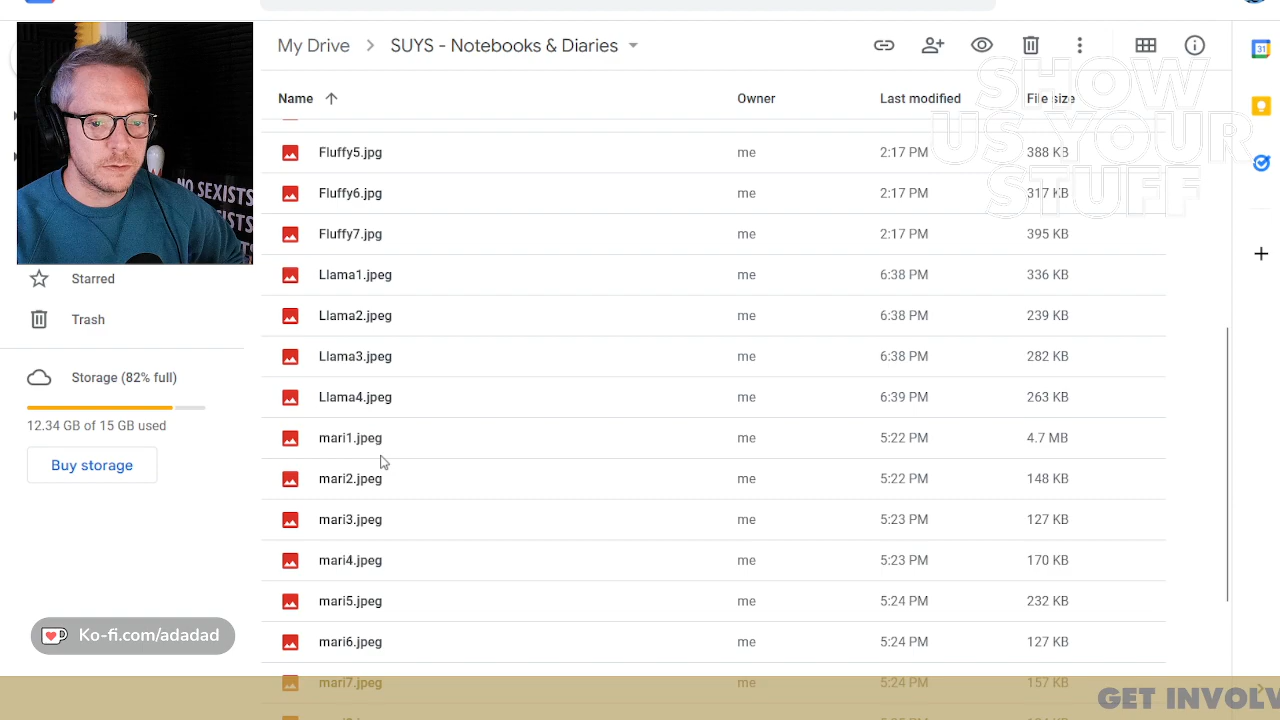 My Drive > SUYS - Notebooks & Diaries
SHOW
US YOUR
STUFF
Name Owner Last modified File size
Fluffy5.jpg me 2:17 PM 388 KB
Fluffy6.jpg me 2:17 PM 317 KB
Fluffy7.jpg me 2:17 PM 395 KB
Llama1.jpeg me 6:38 PM 336 KB
Llama2.jpeg me 6:38 PM 239 KB
Llama3.jpeg me 6:38 PM 282 KB
Llama4.jpeg me 6:39 PM 263 KB
mari1.jpeg me 5:22 PM 4.7 MB
mari2.jpeg me 5:22 PM 148 KB
mari3.jpeg me 5:23 PM 127 KB
mari4.jpeg me 5:23 PM 170 KB
mari5.jpeg me 5:24 PM 232 KB
mari6.jpeg me 5:24 PM 127 KB
mari7.jpeg me 5:24 PM 157 KB
NO SEXISTS
Starred
Trash
Storage (82% full)
12.34 GB of 15 GB used
Buy storage
Ko-fi.com/adadad
31
GET INVOLV